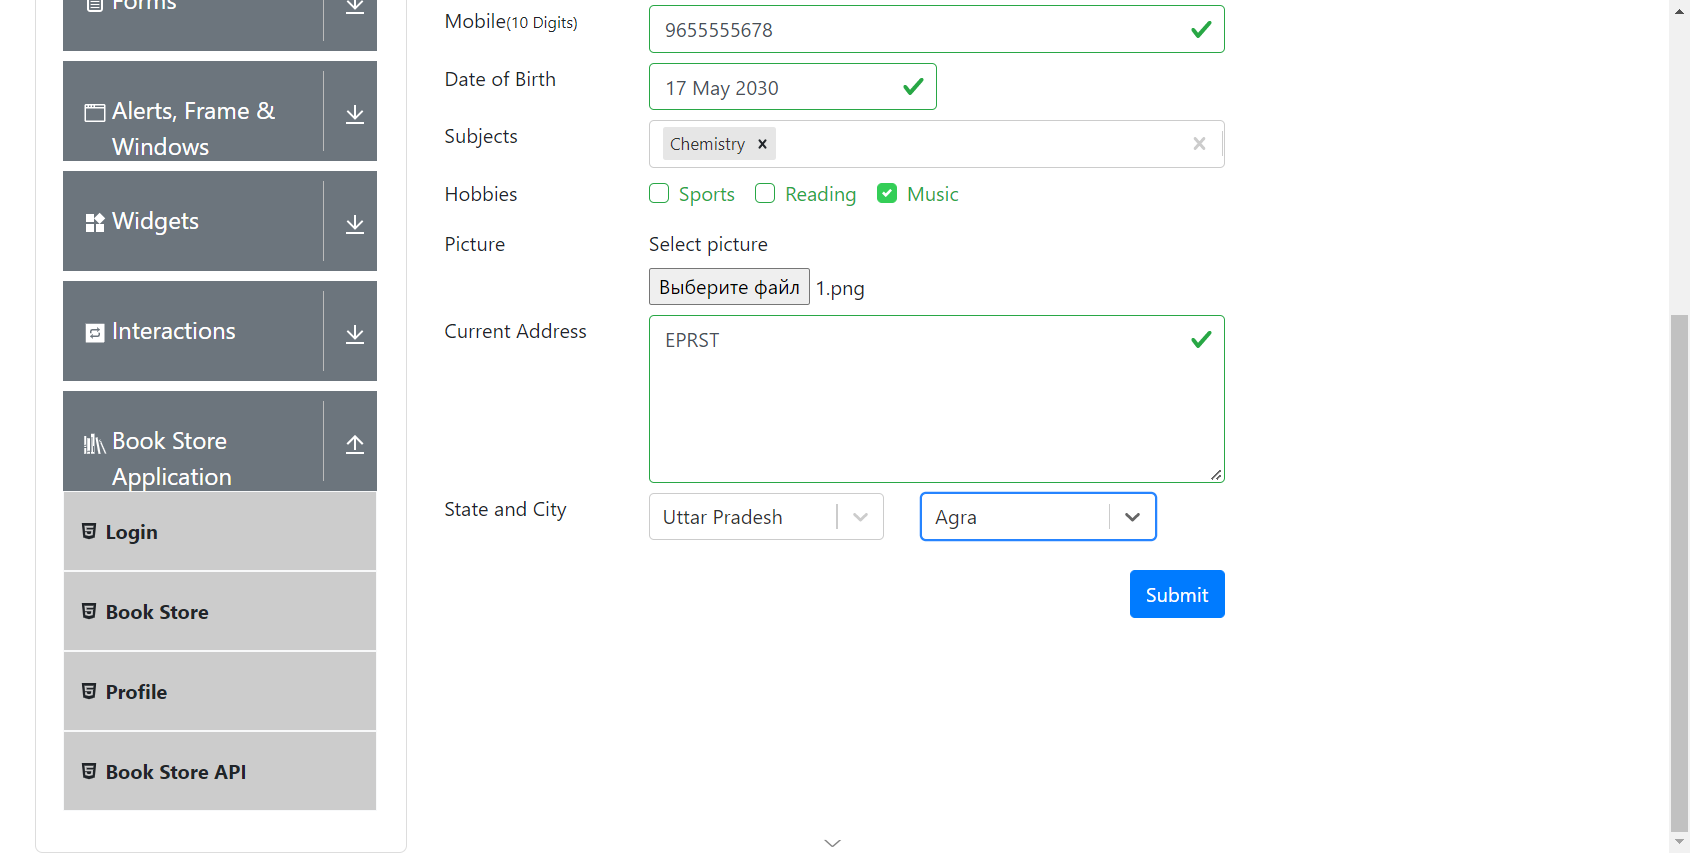 Forms
Alerts, Frame &
Windows
Widgets
Interactions
Book Store
Application
Login
Book Store
Profile
Book Store API
Mobile(10 Digits)
9655555678
Date of Birth
17 May 2030
Subjects
Chemistry
Hobbies
Sports Reading Music
Picture
Select picture
Выберите файл 1.png
Current Address
EPRST
State and City
Uttar Pradesh
Agra
Submit